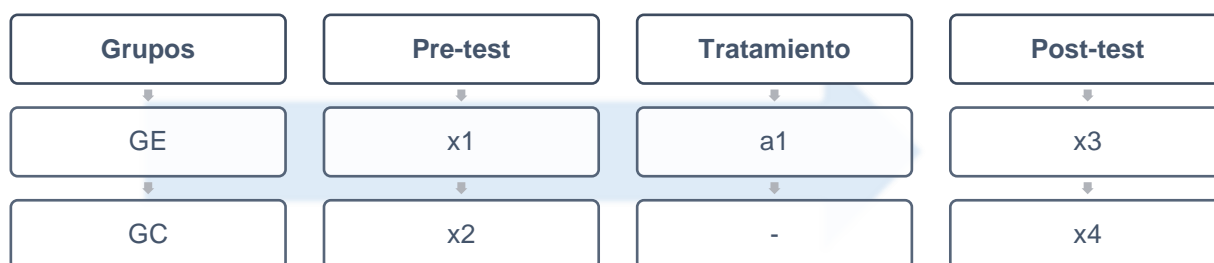 Grupos Pre-test Tratamiento Post-test
GE x1 a1 x3
GC x2 - x4